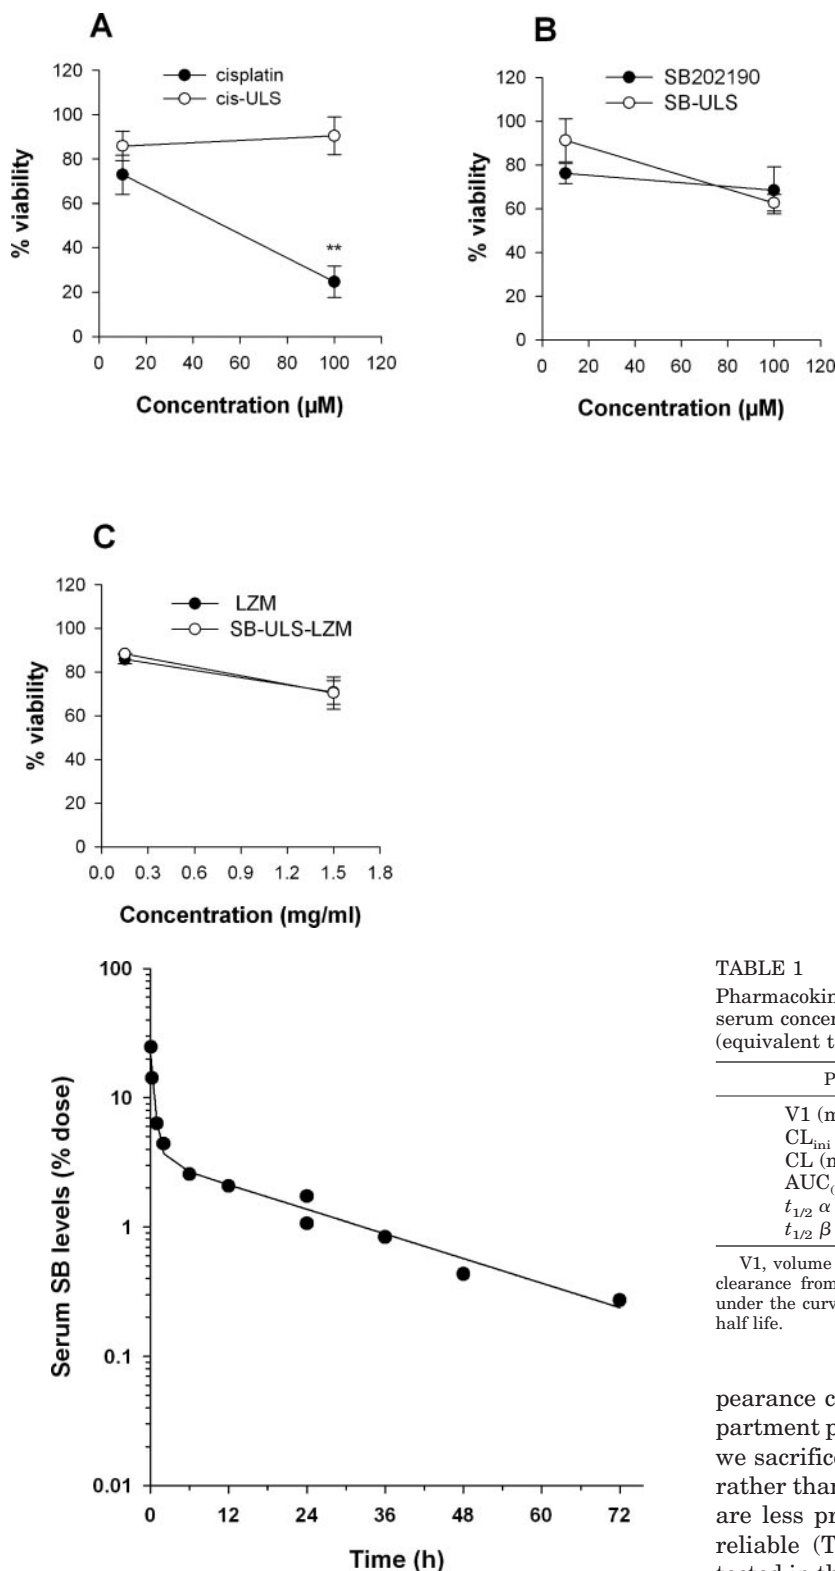 A
cisplatin
cis-ULS
120
100
80
60
40
20
0
% viability
**
0 20 40 60 80 100 120
Concentration (µM)
B
SB202190
SB-ULS
120
100
80
60
40
20
0
% viability
0 20 40 60 80 100 120
Concentration (µM)
C
LZM
SB-ULS-LZM
120
100
80
60
40
20
0
% viability
0.0 0.3 0.6 0.9 1.2 1.5 1.8
Concentration (mg/ml)
100
10
1
0.1
0.01
Serum SB levels (% dose)
0 12 24 36 48 60 72
Time (h)
TABLE 1
Pharmacokin
serum concen
(equivalent t
P
V1 (m
CLini
CL (m
AUC(
t1/2 α
t1/2 β
V1, volume
clearance from
under the curv
half life.
pearance c
partment p
we sacrifice
rather than
are less pr
reliable (T